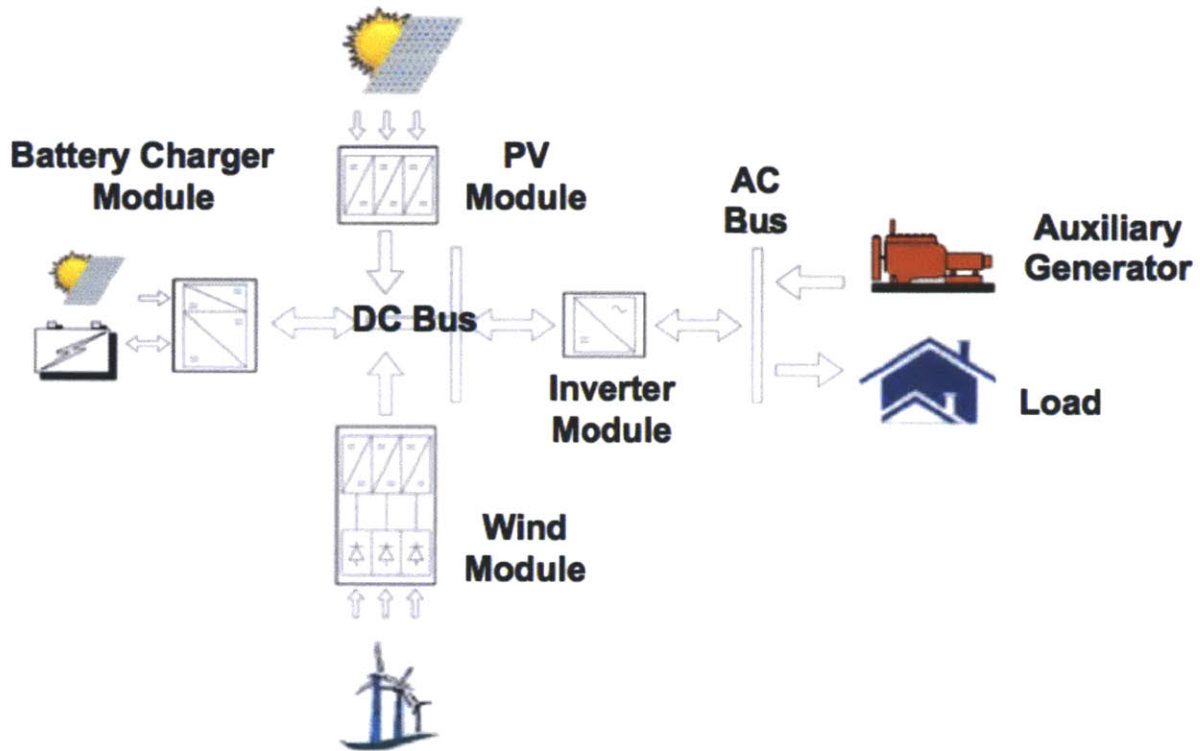 Battery Charger
Module
PV
Module
AC
Bus
Auxiliary
Generator
DC Bus
Inverter
Module
Load
Wind
Module